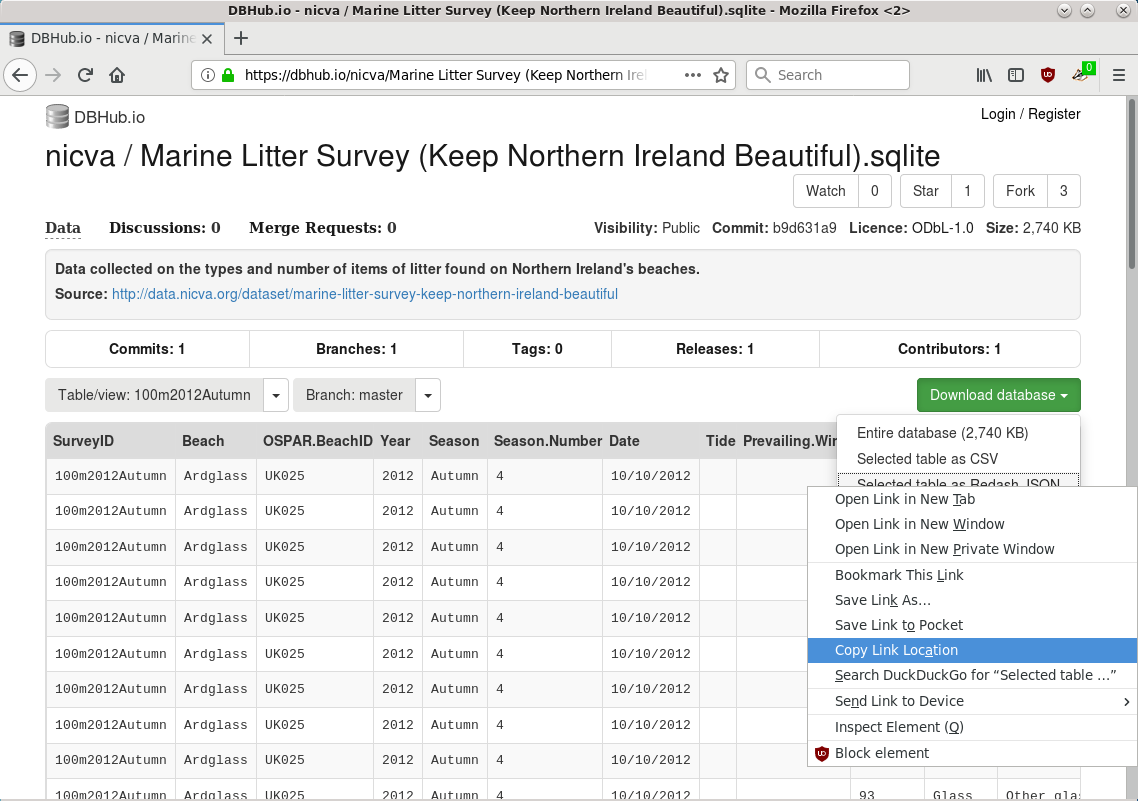 DBHub.io - nicva / Marine Litter Survey (Keep Northern Ireland Beautiful).sqlite - Mozilla Firefox <2>
DBHub.io - nicva / Marine
https://dbhub.io/nicva/Marine Litter Survey (Keep Northern Irel
Search
0
DBHub.io
Login / Register
nicva / Marine Litter Survey (Keep Northern Ireland Beautiful).sqlite
Watch 0 Star 1 Fork 3
Data Discussions: 0 Merge Requests: 0 Visibility: Public Commit: b9d631a9 Licence: ODbL-1.0 Size: 2,740 KB
Data collected on the types and number of items of litter found on Northern Ireland's beaches.
Source: http://data.nicva.org/dataset/marine-litter-survey-keep-northern-ireland-beautiful
Commits: 1 Branches: 1 Tags: 0 Releases: 1 Contributors: 1
Table/view: 100m2012Autumn Branch: master Download database
Entire database (2,740 KB)
Selected table as CSV
Selected table as Redash JSON
SurveyID Beach OSPAR.BeachID Year Season Season.Number Date Tide Prevailing.Win
100m2012Autumn Ardglass UK025 2012 Autumn 4 10/10/2012
100m2012Autumn Ardglass UK025 2012 Autumn 4 10/10/2012
100m2012Autumn Ardglass UK025 2012 Autumn 4 10/10/2012
100m2012Autumn Ardglass UK025 2012 Autumn 4 10/10/2012
100m2012Autumn Ardglass UK025 2012 Autumn 4 10/10/2012
100m2012Autumn Ardglass UK025 2012 Autumn 4 10/10/2012
100m2012Autumn Ardglass UK025 2012 Autumn 4 10/10/2012
100m2012Autumn Ardglass UK025 2012 Autumn 4 10/10/2012
100m2012Autumn Ardglass UK025 2012 Autumn 4 10/10/2012
100m2012Autumn Ardglass UK025 2012 Autumn 4 10/10/2012 93 Glass Other glas
Open Link in New Tab
Open Link in New Window
Open Link in New Private Window
Bookmark This Link
Save Link As…
Save Link to Pocket
Copy Link Location
Search DuckDuckGo for “Selected table …”
Send Link to Device
Inspect Element (Q)
Block element